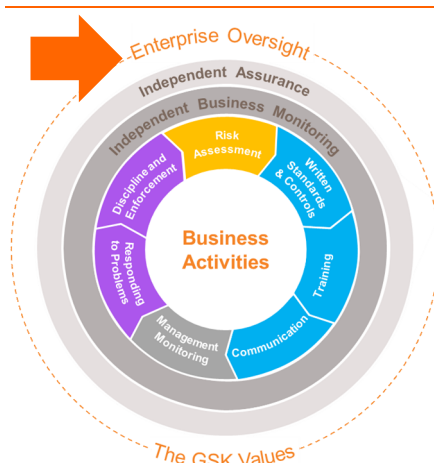 Enterprise Oversight
Independent Assurance
Independent Business Monitoring
Risk
Assessment
Written
Standards
& Controls
Training
Communication
Management
Monitoring
Responding
to Problems
Discipline and
Enforcement
Business
Activities
The GSK Values